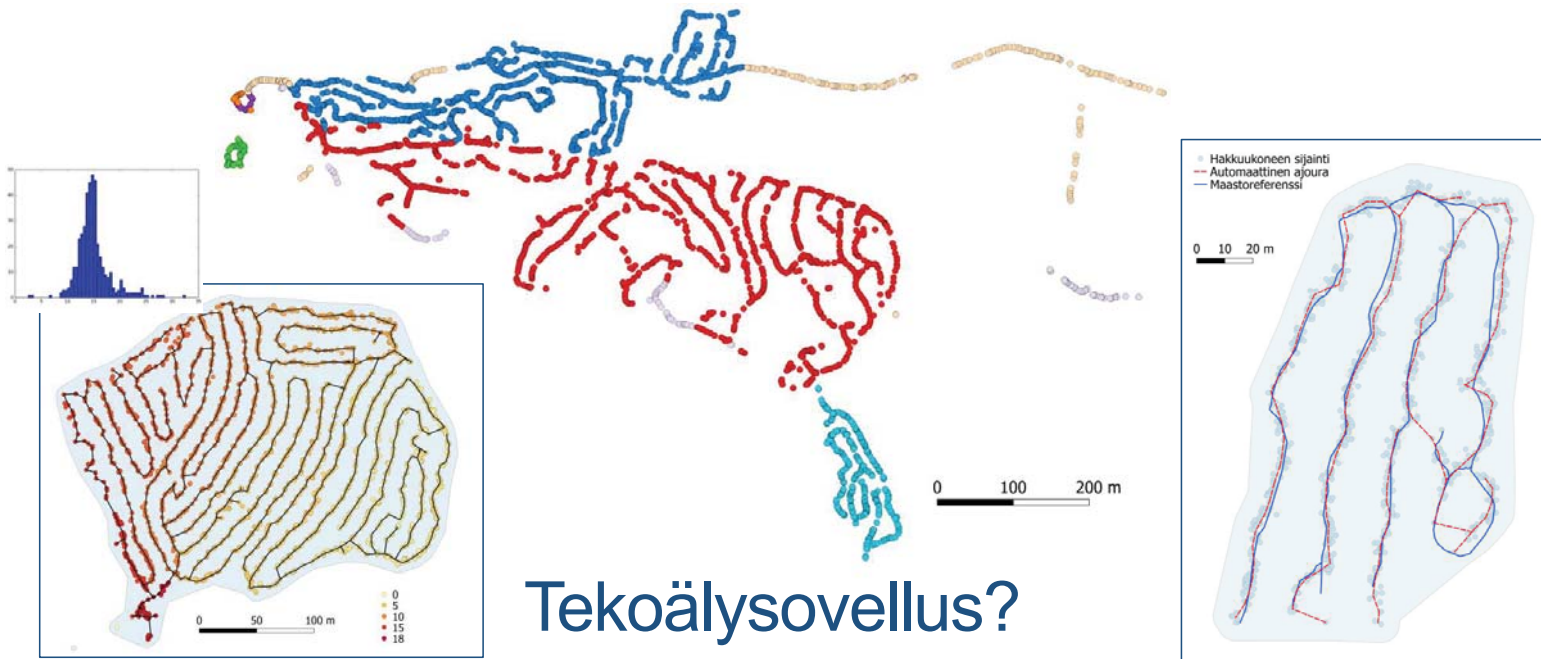 Hakkuukoneen sijainti
Automaattinen ajoura
Maastoreferenssi
0 10 20 m
0 100 200 m
0
5
10
15
18
0 50 100 m
Tekoälysovellus?